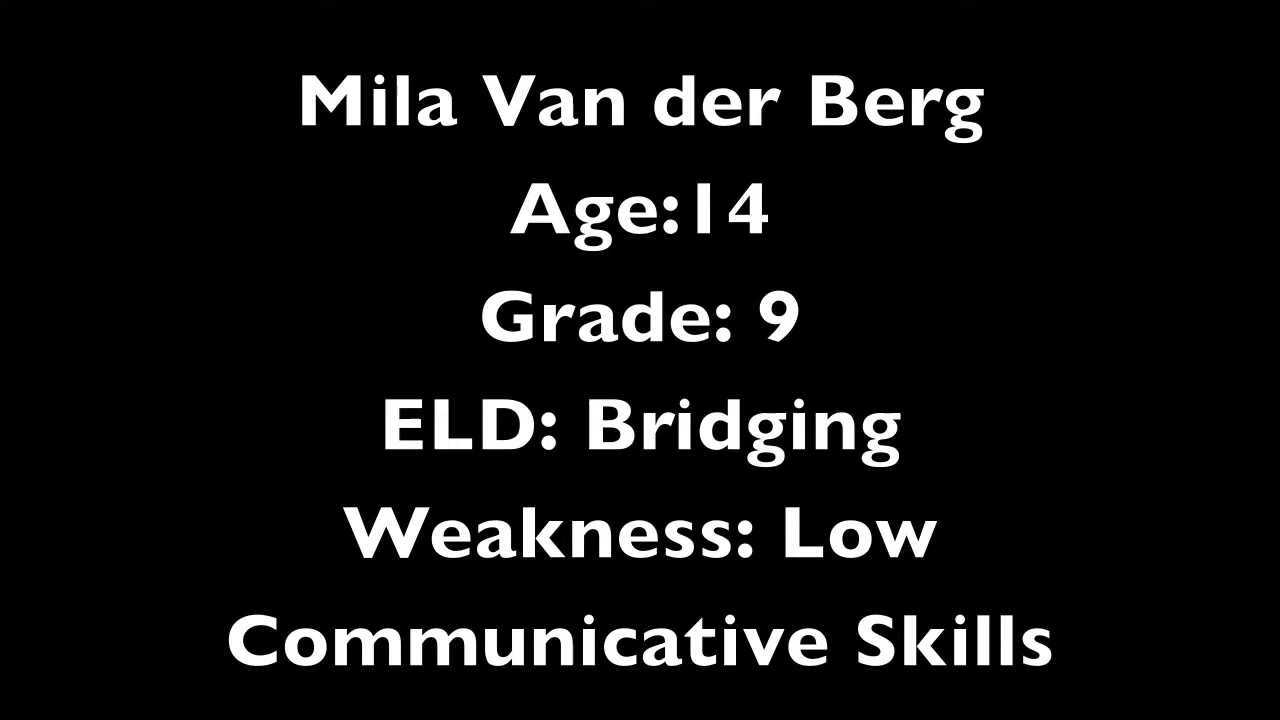 Mila Van der Berg
Age:14
Grade: 9
ELD: Bridging
Weakness: Low
Communicative Skills